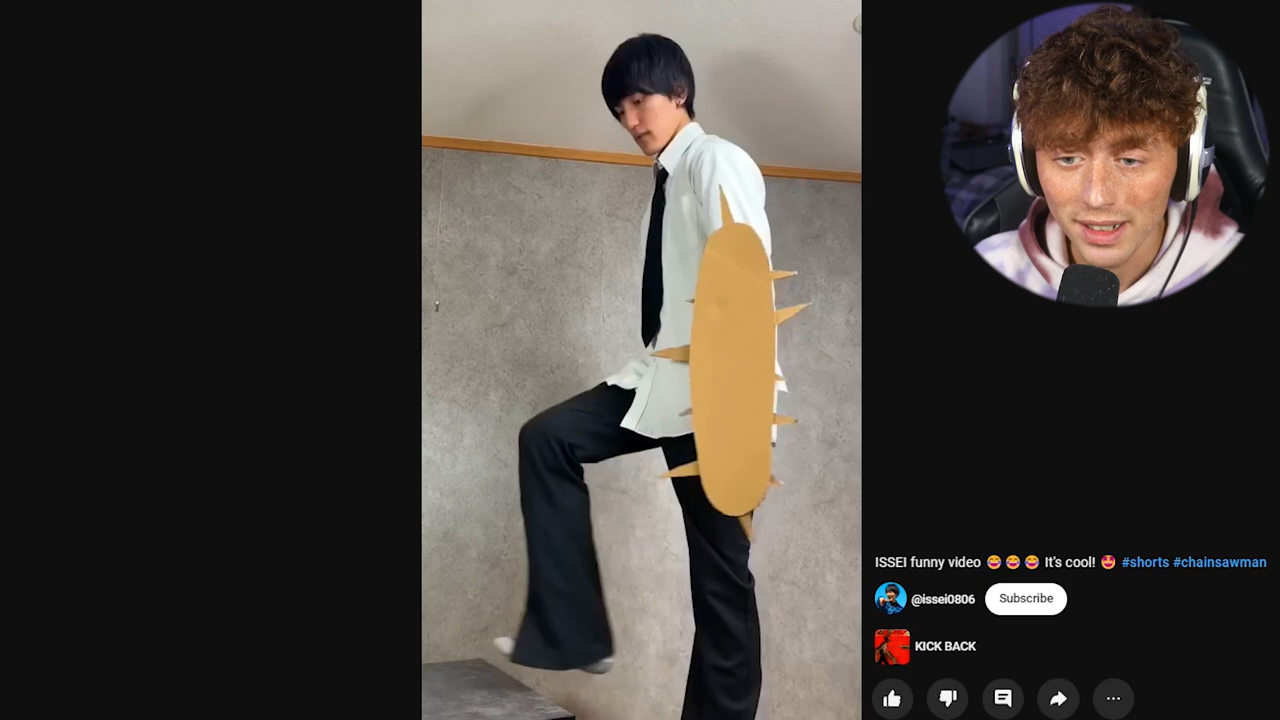 ISSEI funny video 😂😂😂 It's cool! 🤩 #shorts #chainsawman
@issei0806
Subscribe
KICK BACK